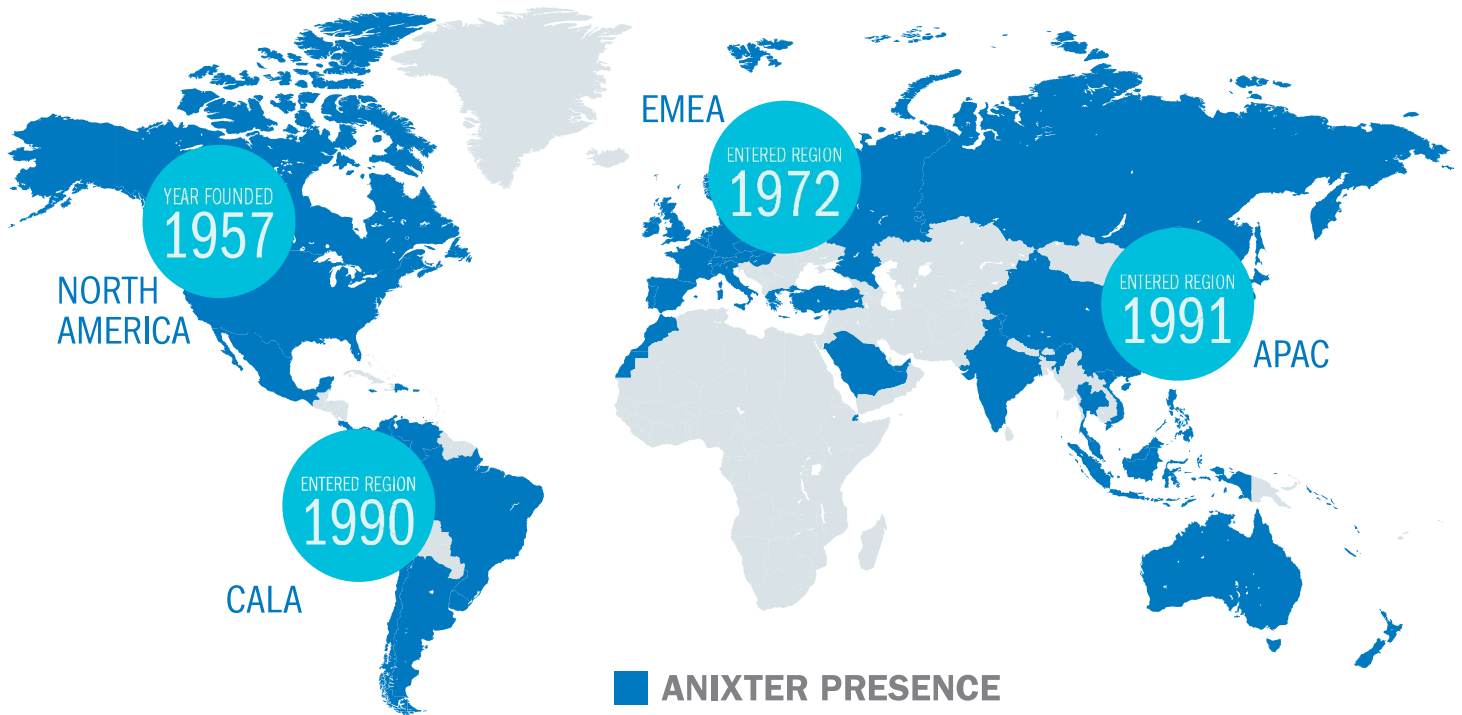 EMEA
ENTERED REGION
1972
YEAR FOUNDED
1957
NORTH
AMERICA
ENTERED REGION
1991
APAC
ENTERED REGION
1990
CALA
ANIXTER PRESENCE